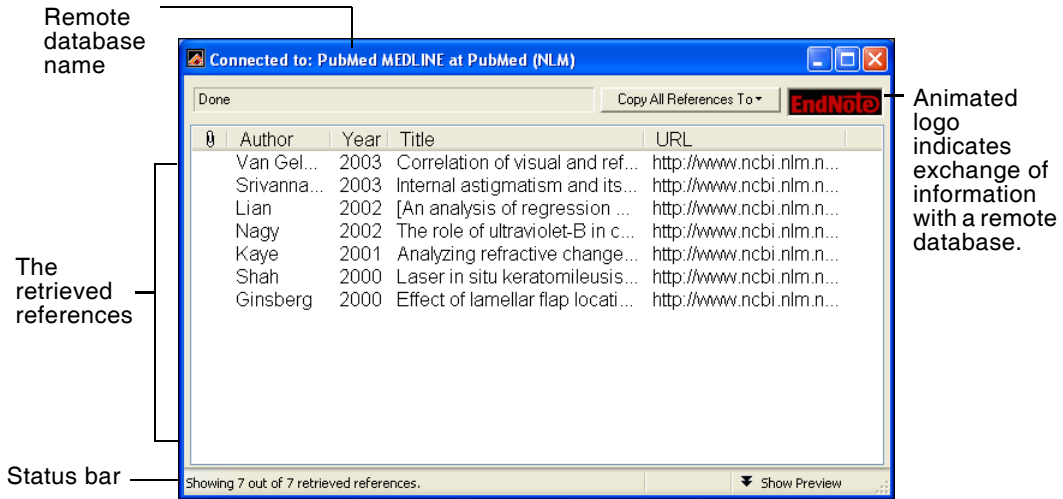 Remote
database
name
Connected to: PubMed MEDLINE at PubMed (NLM)
Done
Copy All References To
EndNote
Animated
logo
indicates
exchange of
information
with a remote
database.
Author Year Title URL
Van Gel... 2003 Correlation of visual and ref... http://www.ncbi.nlm.n...
Srivanna... 2003 Internal astigmatism and its... http://www.ncbi.nlm.n...
Lian 2002 [An analysis of regression ... http://www.ncbi.nlm.n...
Nagy 2002 The role of ultraviolet-B in c... http://www.ncbi.nlm.n...
Kaye 2001 Analyzing refractive change... http://www.ncbi.nlm.n...
Shah 2000 Laser in situ keratomileusis... http://www.ncbi.nlm.n...
Ginsberg 2000 Effect of lamellar flap locati... http://www.ncbi.nlm.n...
The
retrieved
references
Status bar
Showing 7 out of 7 retrieved references.
Show Preview